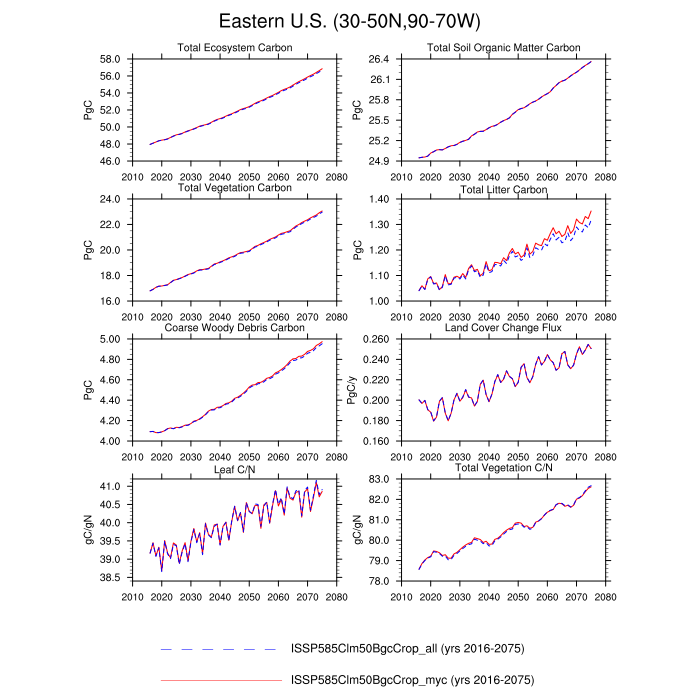 Eastern U.S. (30-50N,90-70W)
Total Ecosystem Carbon
PgC
58.0
56.0
54.0
52.0
50.0
48.0
46.0
2010 2020 2030 2040 2050 2060 2070 2080
Total Soil Organic Matter Carbon
PgC
26.4
26.1
25.8
25.5
25.2
24.9
2010 2020 2030 2040 2050 2060 2070 2080
Total Vegetation Carbon
PgC
24.0
22.0
20.0
18.0
16.0
2010 2020 2030 2040 2050 2060 2070 2080
Total Litter Carbon
PgC
1.40
1.30
1.20
1.10
1.00
2010 2020 2030 2040 2050 2060 2070 2080
Coarse Woody Debris Carbon
PgC
5.00
4.80
4.60
4.40
4.20
4.00
2010 2020 2030 2040 2050 2060 2070 2080
Land Cover Change Flux
PgC/y
0.260
0.240
0.220
0.200
0.180
0.160
2010 2020 2030 2040 2050 2060 2070 2080
Leaf C/N
gC/gN
41.0
40.5
40.0
39.5
39.0
38.5
2010 2020 2030 2040 2050 2060 2070 2080
Total Vegetation C/N
gC/gN
83.0
82.0
81.0
80.0
79.0
78.0
2010 2020 2030 2040 2050 2060 2070 2080
ISSP585Clm50BgcCrop_all (yrs 2016-2075)
ISSP585Clm50BgcCrop_myc (yrs 2016-2075)